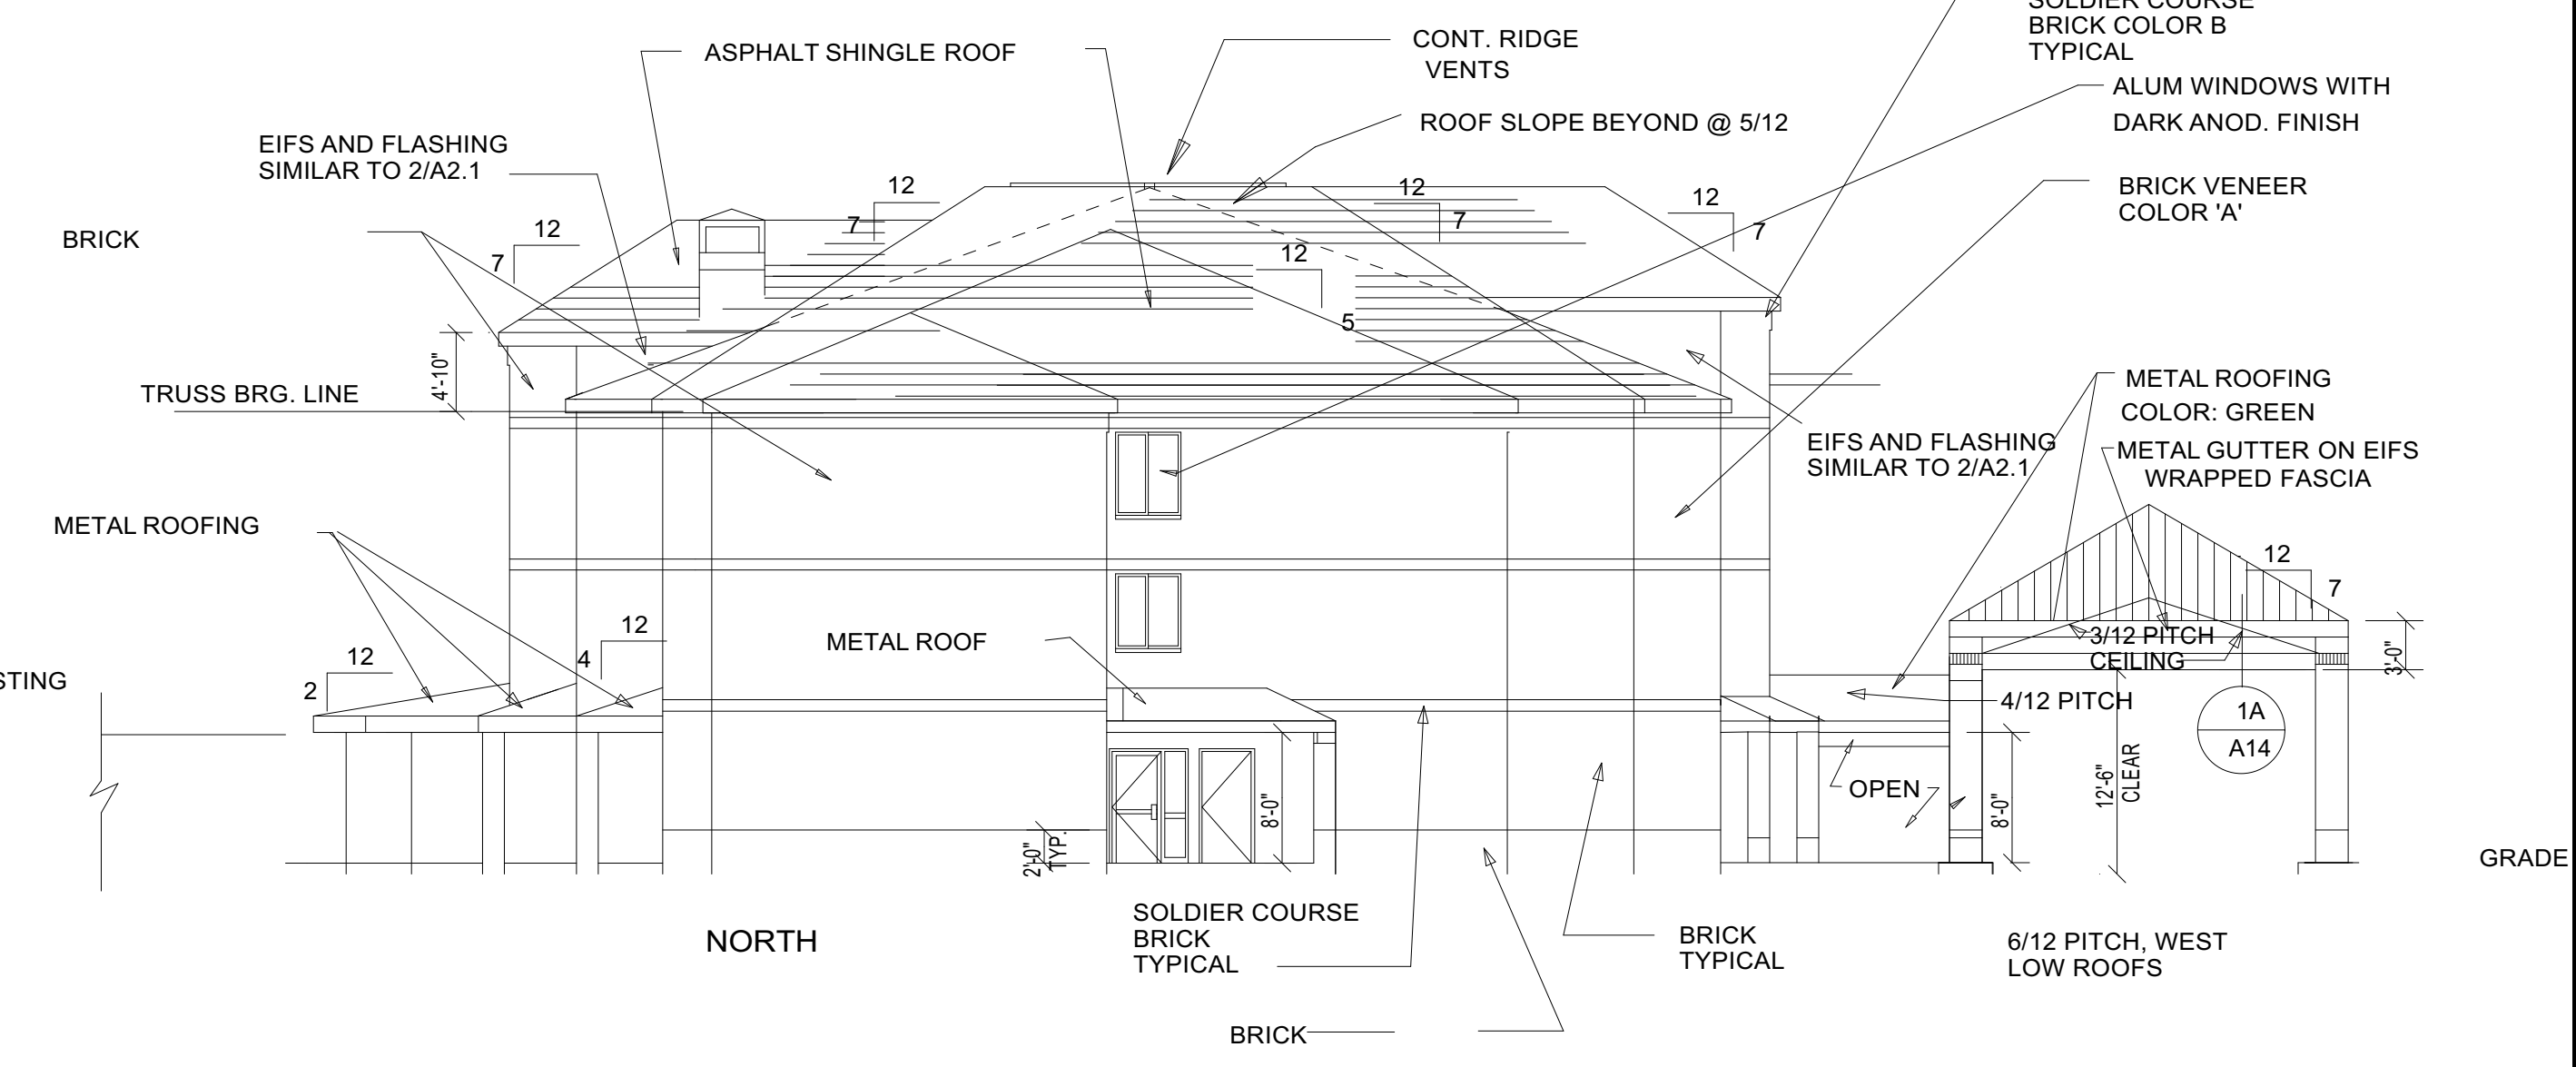 SOLDIER COURSE
BRICK COLOR B
TYPICAL
ASPHALT SHINGLE ROOF
CONT. RIDGE
VENTS
ALUM WINDOWS WITH
DARK ANOD. FINISH
ROOF SLOPE BEYOND @ 5/12
EIFS AND FLASHING
SIMILAR TO 2/A2.1
BRICK VENEER
COLOR 'A'
BRICK
12
7
12
7
12
7
12
7
12
5
4'-10"
TRUSS BRG. LINE
METAL ROOFING
COLOR: GREEN
EIFS AND FLASHING
SIMILAR TO 2/A2.1
METAL GUTTER ON EIFS
WRAPPED FASCIA
METAL ROOFING
12
7
12
4
METAL ROOF
3/12 PITCH
CEILING
3'-0"
12
2
STING
4/12 PITCH
1A
A14
OPEN
8'-0"
8'-0"
12'-6"
CLEAR
2'-0"
TYP.
GRADE
NORTH
SOLDIER COURSE
BRICK
TYPICAL
BRICK
TYPICAL
6/12 PITCH, WEST
LOW ROOFS
BRICK